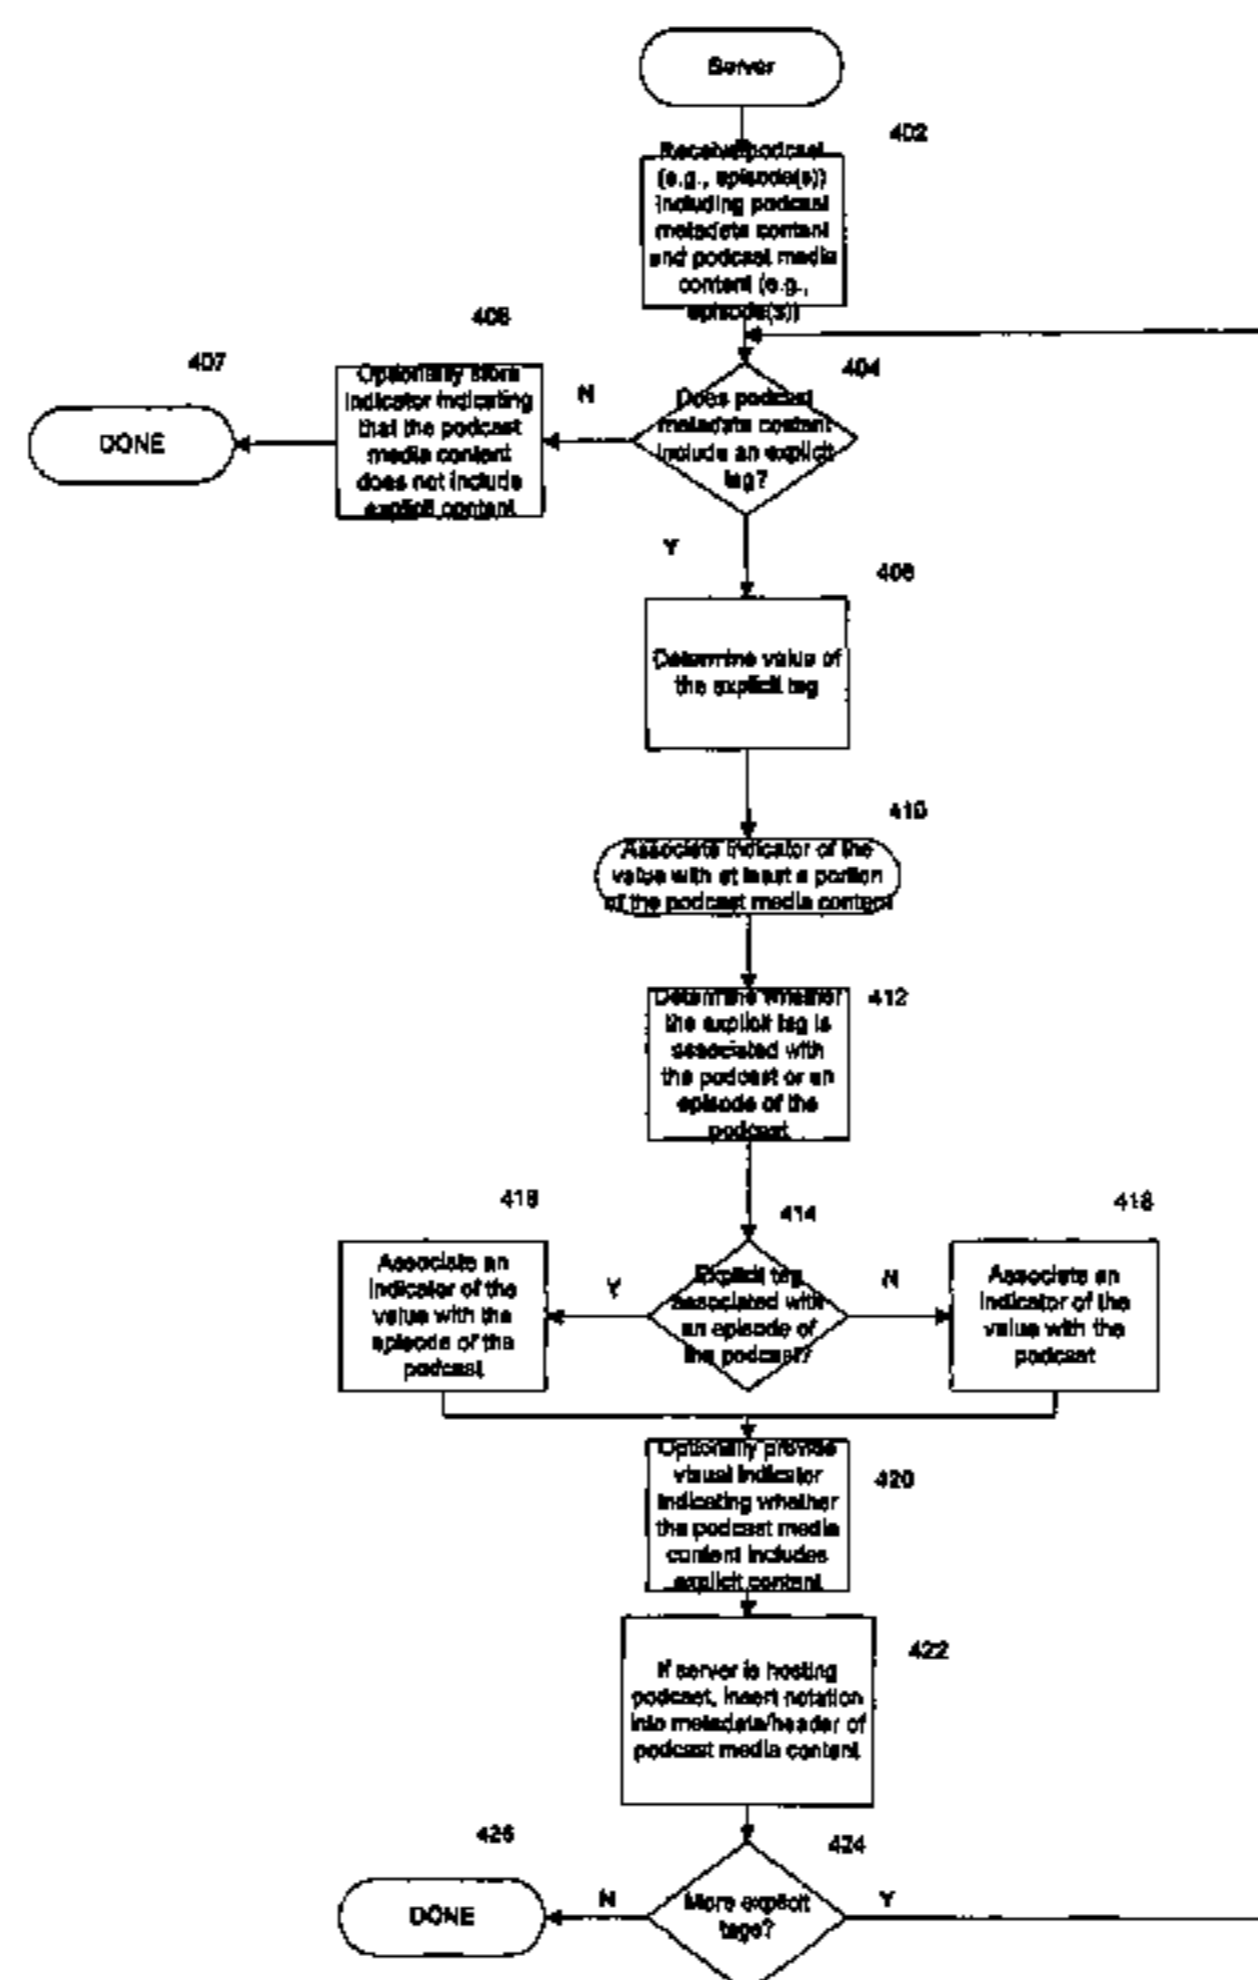 Server
402
Receive podcast
(e.g., episode(s))
including podcast
metadata content
and podcast media
content (e.g.,
episode(s))
404
Does podcast
metadata content
include an explicit
tag?
N
406
Optionally store
indicator indicating
that the podcast
media content
does not include
explicit content
407
DONE
Y
Determine value of
the explicit tag
410
Associate indicator of the
value with at least a portion
of the podcast media content
412
Determine whether
the explicit tag is
associated with
the podcast or an
episode of the
podcast
414
Explicit tag
associated with
an episode of
the podcast?
Y
N
Associate an
indicator of the
value with the
episode of the
podcast
418
Associate an
indicator of the
value with the
podcast
420
Optionally provide
visual indicator
indicating whether
the podcast media
content includes
explicit content
422
If server is hosting
podcast, insert notation
into metadata/header of
podcast media content
424
More explicit
tags?
N
Y
426
DONE